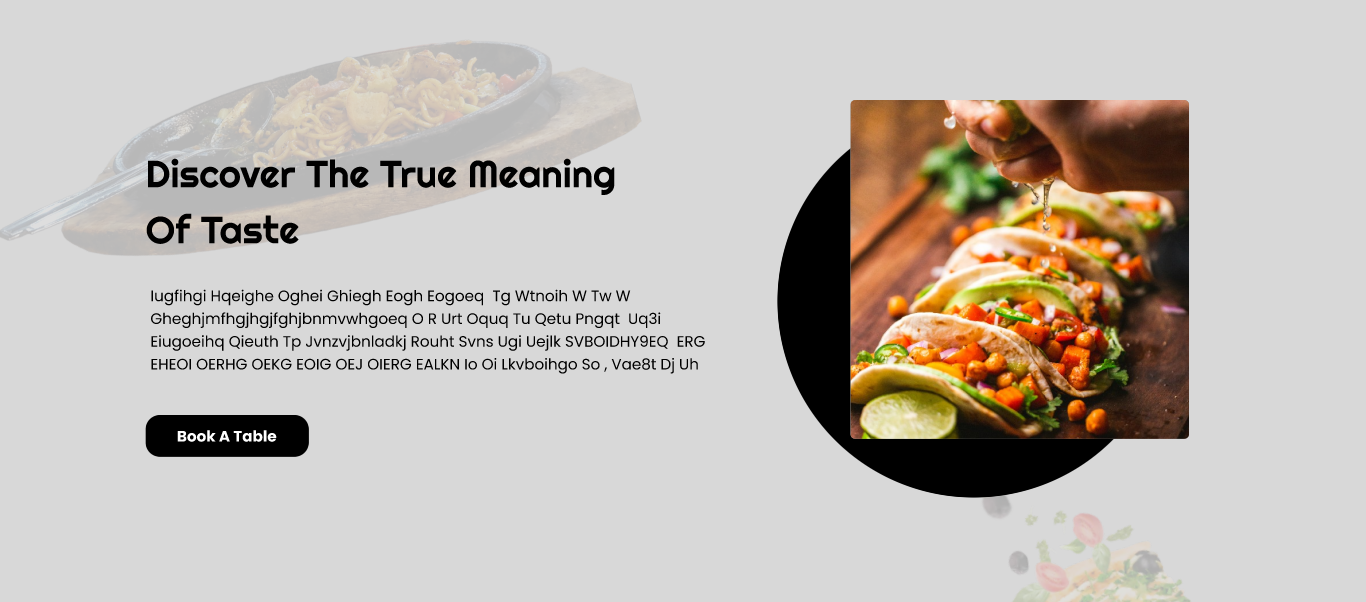 Discover The True Meaning
Of Taste
Iugfihgi Hqeighe Oghei Ghiegh Eogh Eogoeq  Tg Wtnoih W Tw W
Gheghjmfhgjhgjfghjbnmvwhgoeq O R Urt Oquq Tu Qetu Pngqt  Uq3i
Eiugoeihq Qieuth Tp Jvnzvjbnladkj Rouht Svns Ugi Uejlk SVBOIDHY9EQ  ERG
EHEOI OERHG OEKG EOIG OEJ OIERG EALKN Io Oi Lkvboihgo So , Vae8t Dj Uh
Book A Table